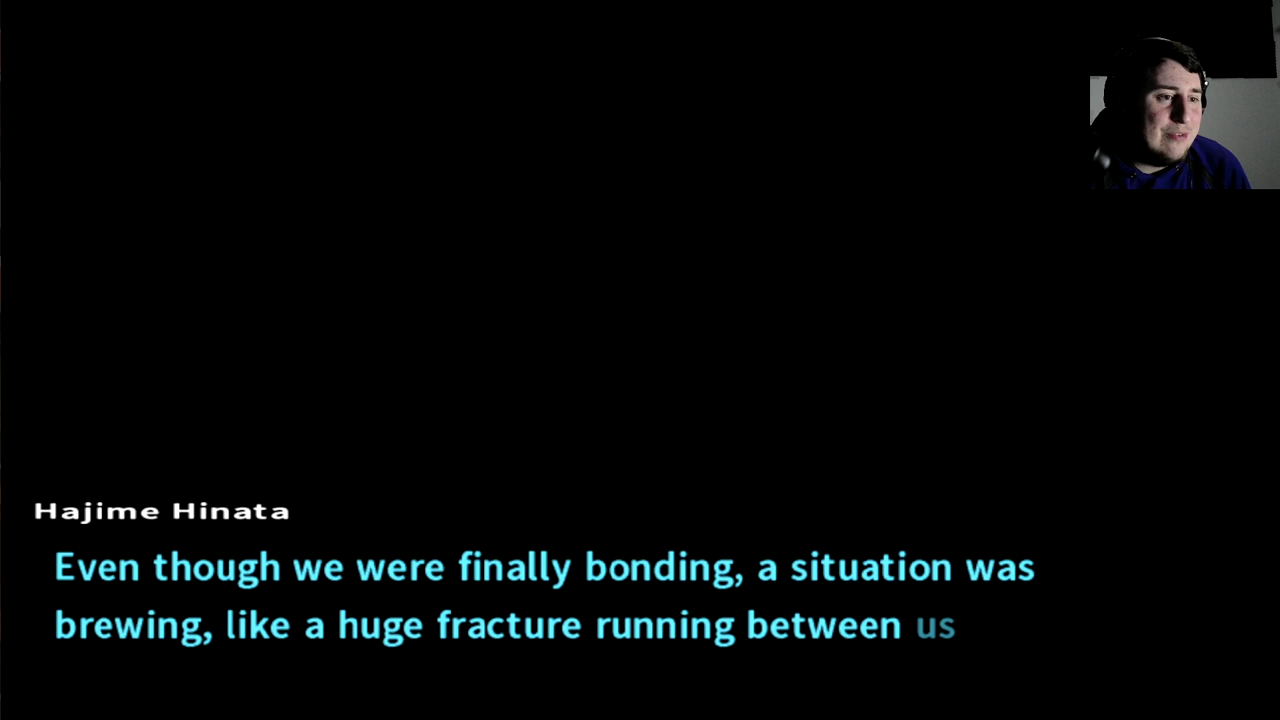 Hajime Hinata
Even though we were finally bonding, a situation was
brewing, like a huge fracture running between us